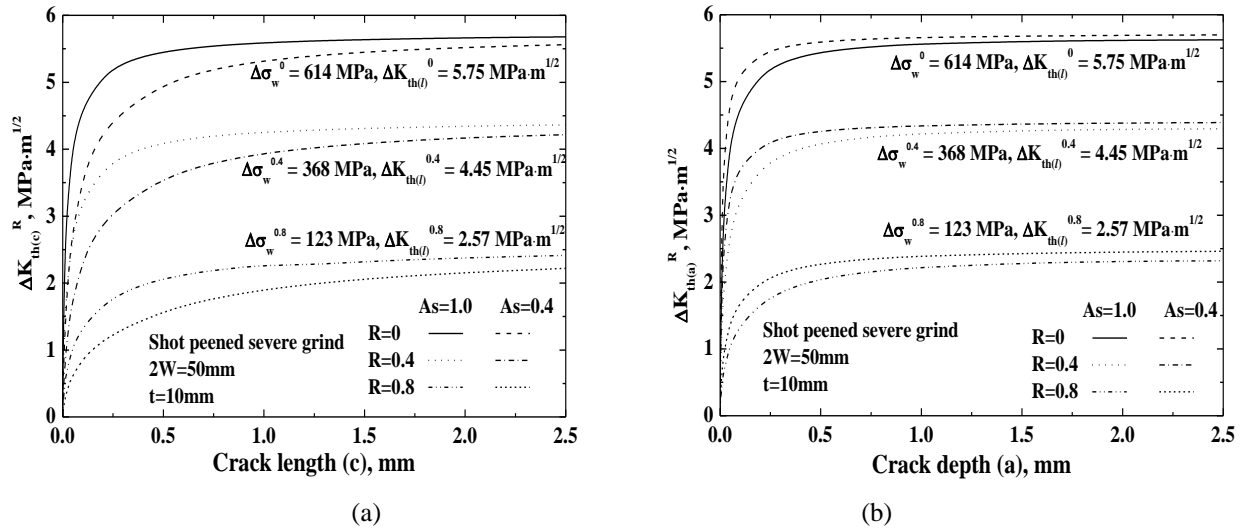 6
5
4
3
2
1
0
ΔK_th(c)^R, MPa·m^1/2
Δσ_w^0 = 614 MPa, ΔK_th(l)^0 = 5.75 MPa·m^1/2
Δσ_w^0.4 = 368 MPa, ΔK_th(l)^0.4 = 4.45 MPa·m^1/2
Δσ_w^0.8 = 123 MPa, ΔK_th(l)^0.8 = 2.57 MPa·m^1/2
As=1.0 As=0.4
R=0
R=0.4
R=0.8
Shot peened severe grind
2W=50mm
t=10mm
0.0 0.5 1.0 1.5 2.0 2.5
Crack length (c), mm
(a)
6
5
4
3
2
1
0
ΔK_th(a)^R, MPa·m^1/2
Δσ_w^0 = 614 MPa, ΔK_th(l)^0 = 5.75 MPa·m^1/2
Δσ_w^0.4 = 368 MPa, ΔK_th(l)^0.4 = 4.45 MPa·m^1/2
Δσ_w^0.8 = 123 MPa, ΔK_th(l)^0.8 = 2.57 MPa·m^1/2
As=1.0 As=0.4
R=0
R=0.4
R=0.8
Shot peened severe grind
2W=50mm
t=10mm
0.0 0.5 1.0 1.5 2.0 2.5
Crack depth (a), mm
(b)